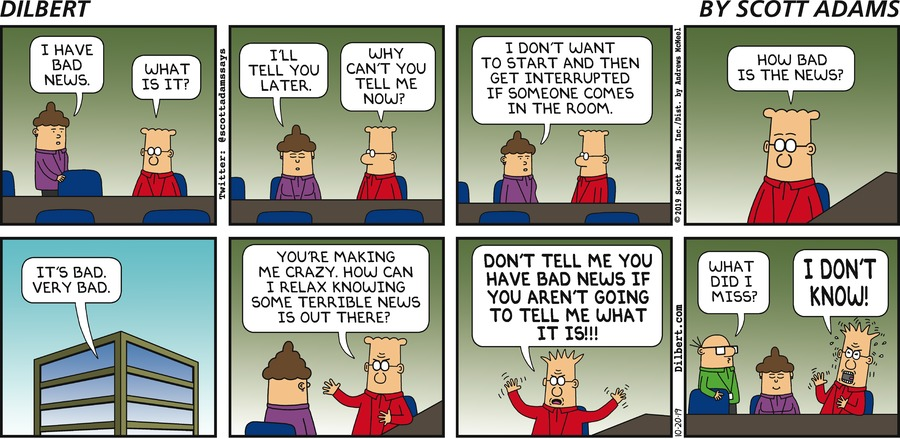 DILBERT
BY SCOTT ADAMS
I HAVE
BAD
NEWS.
WHAT
IS IT?
Twitter: @scottadamssays
I'LL
TELL YOU
LATER.
WHY
CAN'T YOU
TELL ME
NOW?
I DON'T WANT
TO START AND THEN
GET INTERRUPTED
IF SOMEONE COMES
IN THE ROOM.
©2019 Scott Adams, Inc./Dist. by Andrews McMeel
HOW BAD
IS THE NEWS?
IT'S BAD.
VERY BAD.
YOU'RE MAKING
ME CRAZY. HOW CAN
I RELAX KNOWING
SOME TERRIBLE NEWS
IS OUT THERE?
DON'T TELL ME YOU
HAVE BAD NEWS IF
YOU AREN'T GOING
TO TELL ME WHAT
IT IS!!!
10-20-19
Dilbert.com
WHAT
DID I
MISS?
I DON'T
KNOW!